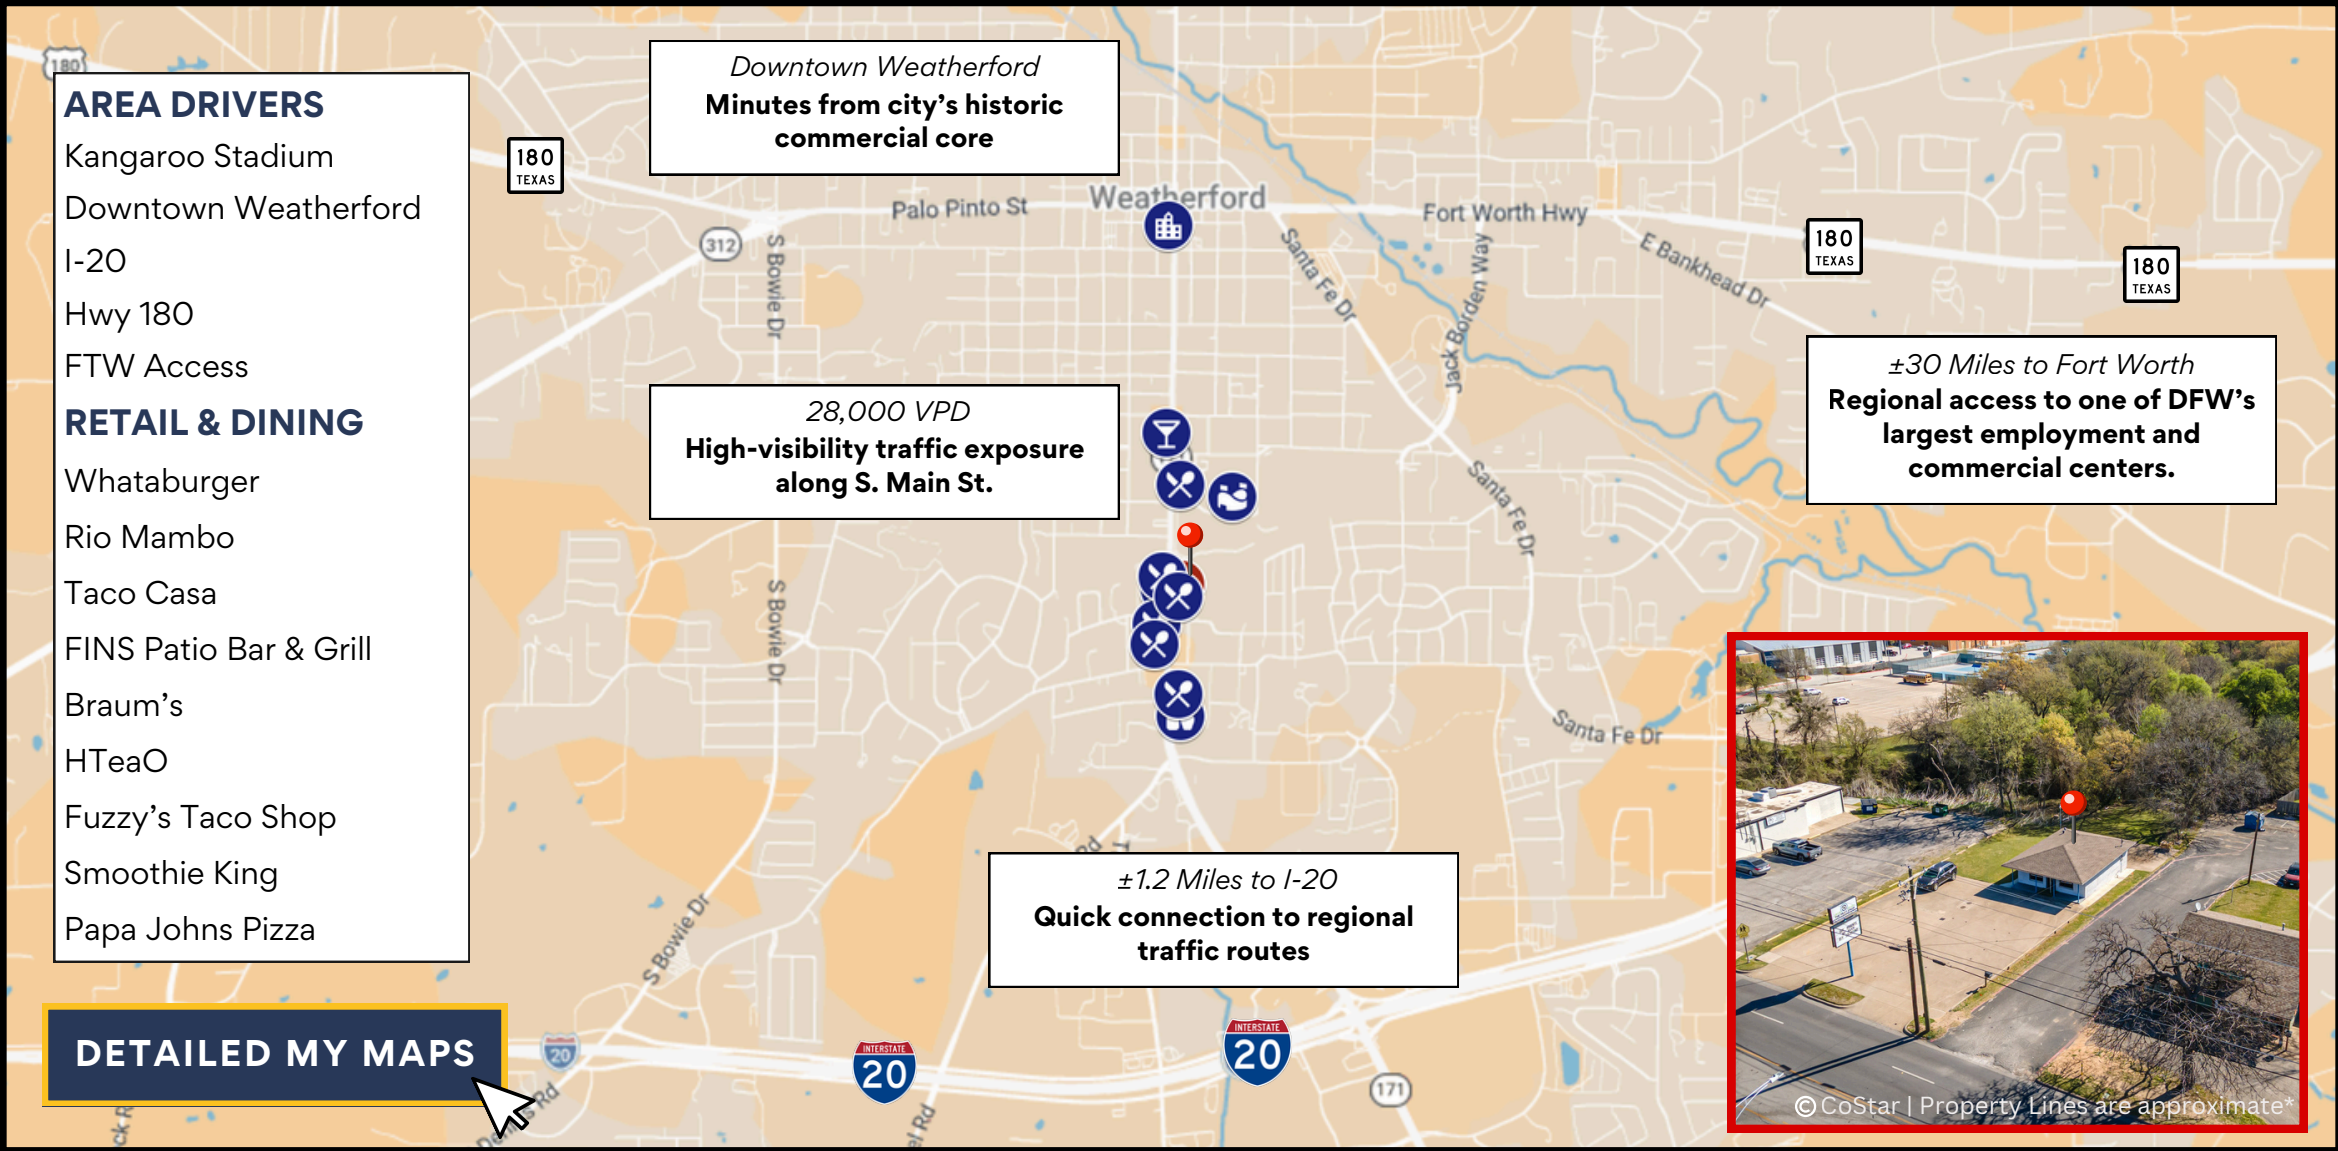 180
AREA DRIVERS
Kangaroo Stadium
Downtown Weatherford
I-20
Hwy 180
FTW Access
RETAIL & DINING
Whataburger
Rio Mambo
Taco Casa
FINS Patio Bar & Grill
Braum's
HTeaO
Fuzzy's Taco Shop
Smoothie King
Papa Johns Pizza
DETAILED MY MAPS
Downtown Weatherford
Minutes from city's historic
commercial core
180
TEXAS
Weatherford
Palo Pinto St
Fort Worth Hwy
312
S Bowie Dr
Santa Fe Dr
Jack Borden Way
E Bankhead Dr
180
TEXAS
180
TEXAS
±30 Miles to Fort Worth
Regional access to one of DFW's
largest employment and
commercial centers.
28,000 VPD
High-visibility traffic exposure
along S. Main St.
Santa Fe Dr
S Bowie Dr
Santa Fe Dr
Rd
±1.2 Miles to I-20
Quick connection to regional
traffic routes
S Bowie Dr
20
INTERSTATE
20
INTERSTATE
20
171
ck R
Rd
el Rd
© CoStar | Property Lines are approximate*